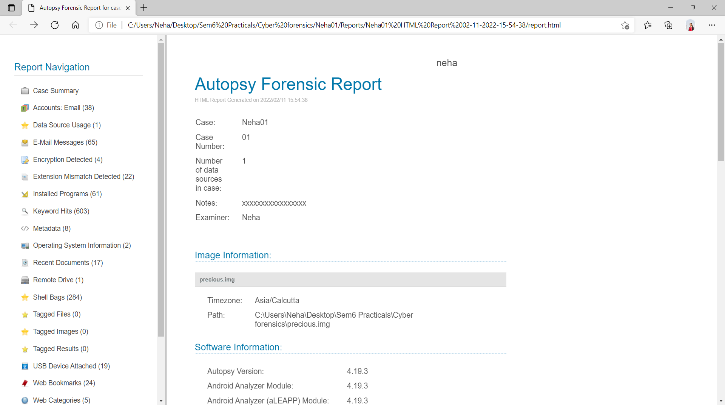 Autopsy Forensic Report for case
File
C:/Users/Neha/Desktop/Sem6%20Practicals/Cyber%20forensics/Neha01/Reports/Neha01%20HTML%20Report%2002-11-2022-15-54-38/report.html
Report Navigation
Case Summary
Accounts: Email (38)
Data Source Usage (1)
E-Mail Messages (65)
Encryption Detected (4)
Extension Mismatch Detected (22)
Installed Programs (61)
Keyword Hits (603)
Metadata (8)
Operating System Information (2)
Recent Documents (17)
Remote Drive (1)
Shell Bags (284)
Tagged Files (0)
Tagged Images (0)
Tagged Results (0)
USB Device Attached (19)
Web Bookmarks (24)
Web Categories (5)
neha
Autopsy Forensic Report
HTML Report Generated on 2022/02/11 15:54:38
Case: Neha01
Case 01
Number:
Number 1
of data
sources
in case:
Notes: xxxxxxxxxxxxxxxxx
Examiner: Neha
Image Information:
precious.img
Timezone: Asia/Calcutta
Path: C:\Users\Neha\Desktop\Sem6 Practicals\Cyber
forensics\precious.img
Software Information:
Autopsy Version: 4.19.3
Android Analyzer Module: 4.19.3
Android Analyzer (aLEAPP) Module: 4.19.3